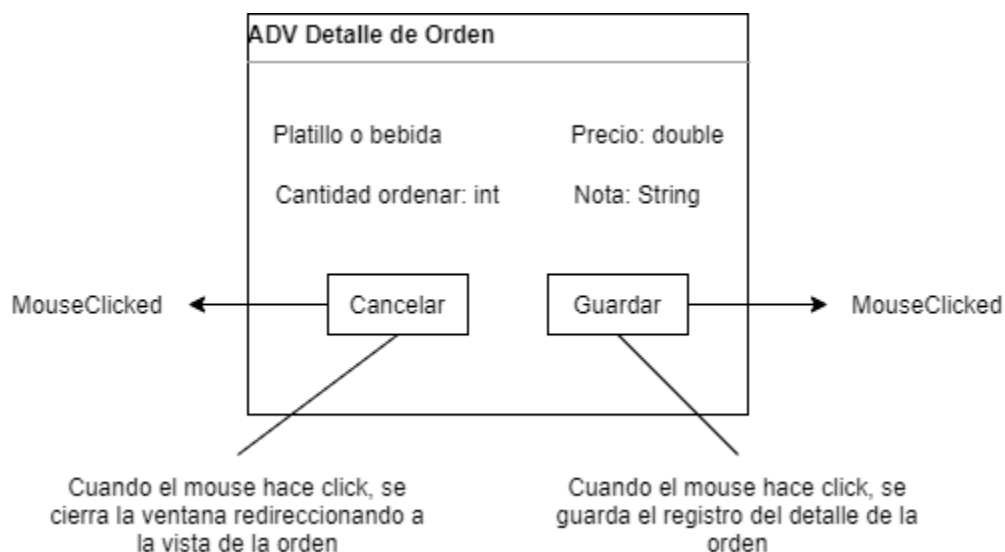 ADV Detalle de Orden
Platillo o bebida
Precio: double
Cantidad ordenar: int
Nota: String
MouseClicked
Cancelar
Guardar
MouseClicked
Cuando el mouse hace click, se
cierra la ventana redireccionando a
la vista de la orden
Cuando el mouse hace click, se
guarda el registro del detalle de la
orden